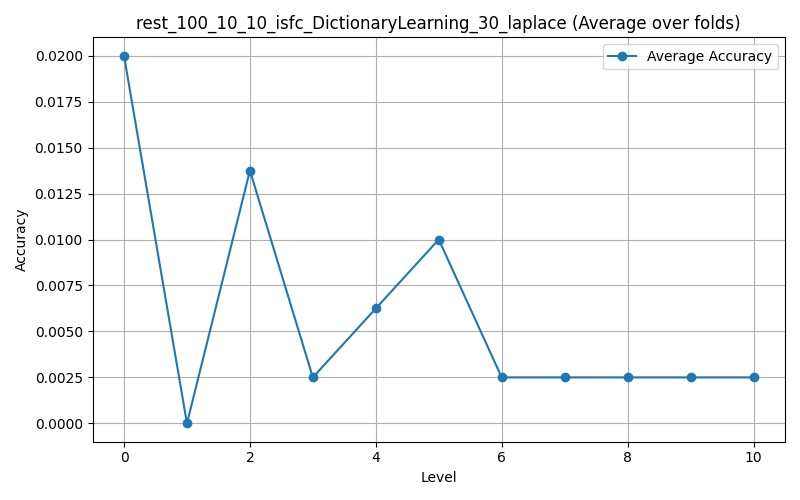 rest_100_10_10_isfc_DictionaryLearning_30_laplace (Average over folds)
Average Accuracy
0.0200
0.0175
0.0150
0.0125
0.0100
0.0075
0.0050
0.0025
0.0000
Accuracy
0 2 4 6 8 10
Level